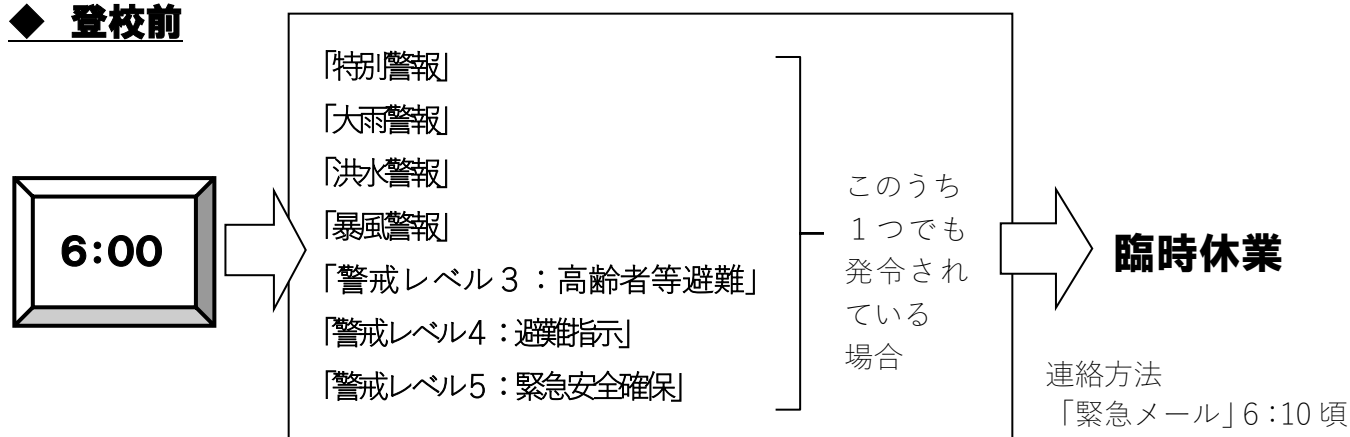 ◆ 登校前
「特別警報」
「大雨警報」
「洪水警報」
「暴風警報」
「警戒レベル３：高齢者等避難」
「警戒レベル４：避難指示」
「警戒レベル５：緊急安全確保」
6:00
このうち
１つでも
発令され
ている
場合
臨時休業
連絡方法
「緊急メール」6：10頃